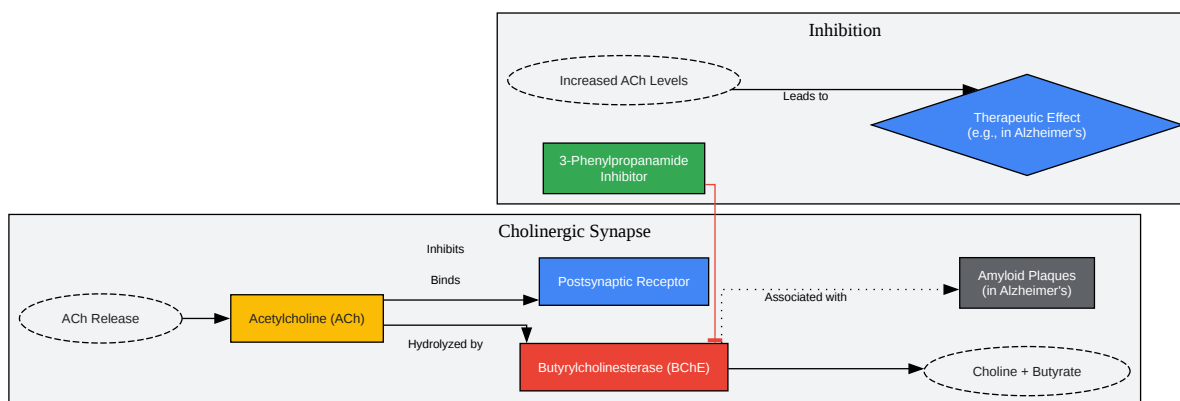 Inhibition
Increased ACh Levels
Leads to
Therapeutic Effect
(e.g., in Alzheimer's)
3-Phenylpropanamide
Inhibitor
Cholinergic Synapse
Inhibits
Binds
Postsynaptic Receptor
Amyloid Plaques
(in Alzheimer's)
Associated with
ACh Release
Acetylcholine (ACh)
Hydrolyzed by
Butyrylcholinesterase (BChE)
Choline + Butyrate